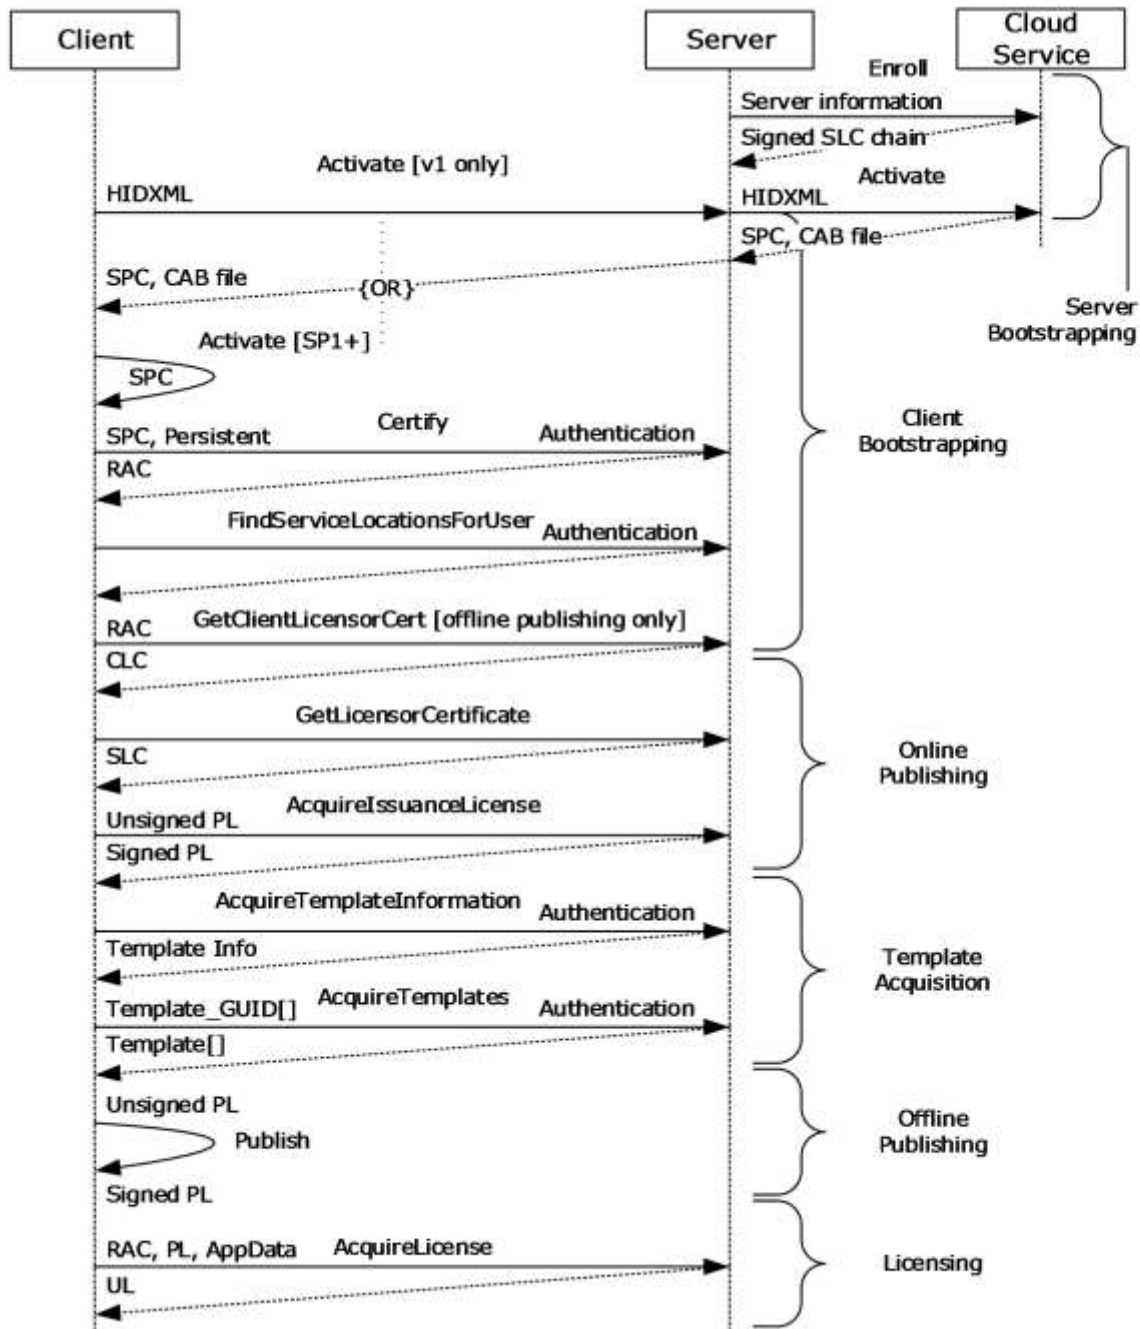 Client
Server
Cloud
Service
Enroll
Server information
Signed SLC chain
Activate [v1 only]
Activate
HIDXML
HIDXML
SPC, CAB file
SPC, CAB file
{OR}
Server
Bootstrapping
Activate [SP1+]
SPC
Client
Bootstrapping
Certify
SPC, Persistent
Authentication
RAC
FindServiceLocationsForUser
Authentication
GetClientLicensorCert [offline publishing only]
RAC
CLC
GetLicensorCertificate
SLC
Online
Publishing
AcquireIssuanceLicense
Unsigned PL
Signed PL
AcquireTemplateInformation
Authentication
Template Info
Template
Acquisition
AcquireTemplates
Template_GUID[]
Authentication
Template[]
Unsigned PL
Publish
Offline
Publishing
Signed PL
RAC, PL, AppData
AcquireLicense
Licensing
UL